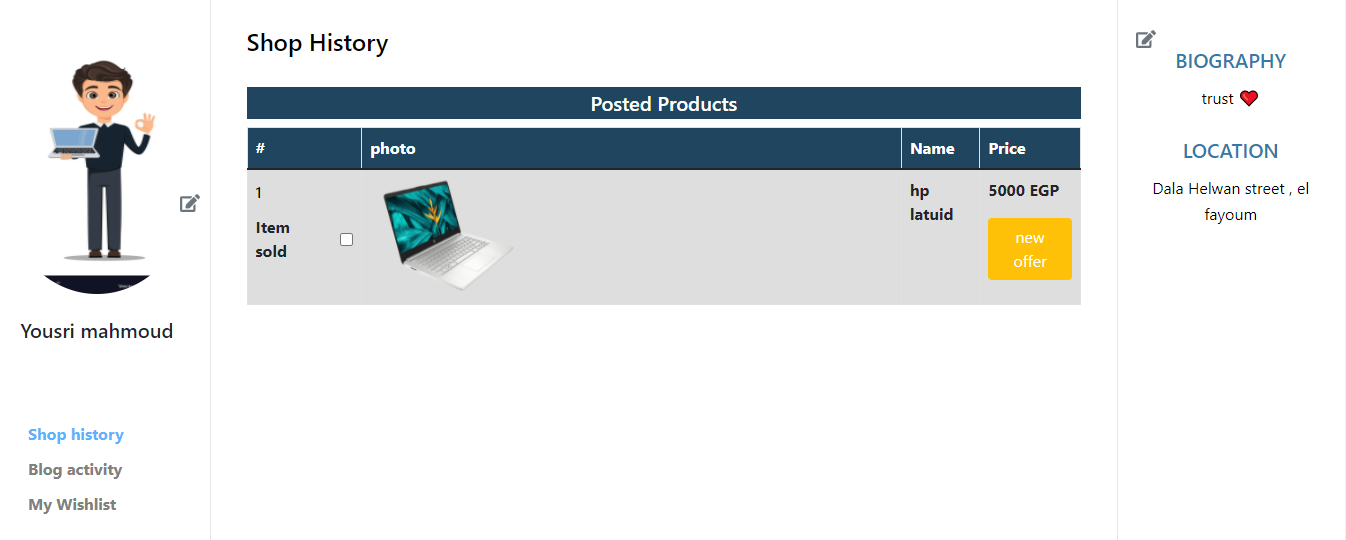 Shop History
Posted Products
# photo Name Price
1
Item
sold
hp
latuid
5000 EGP
new
offer
Yousri mahmoud
Shop history
Blog activity
My Wishlist
BIOGRAPHY
trust ❤
LOCATION
Dala Helwan street , el
fayoum